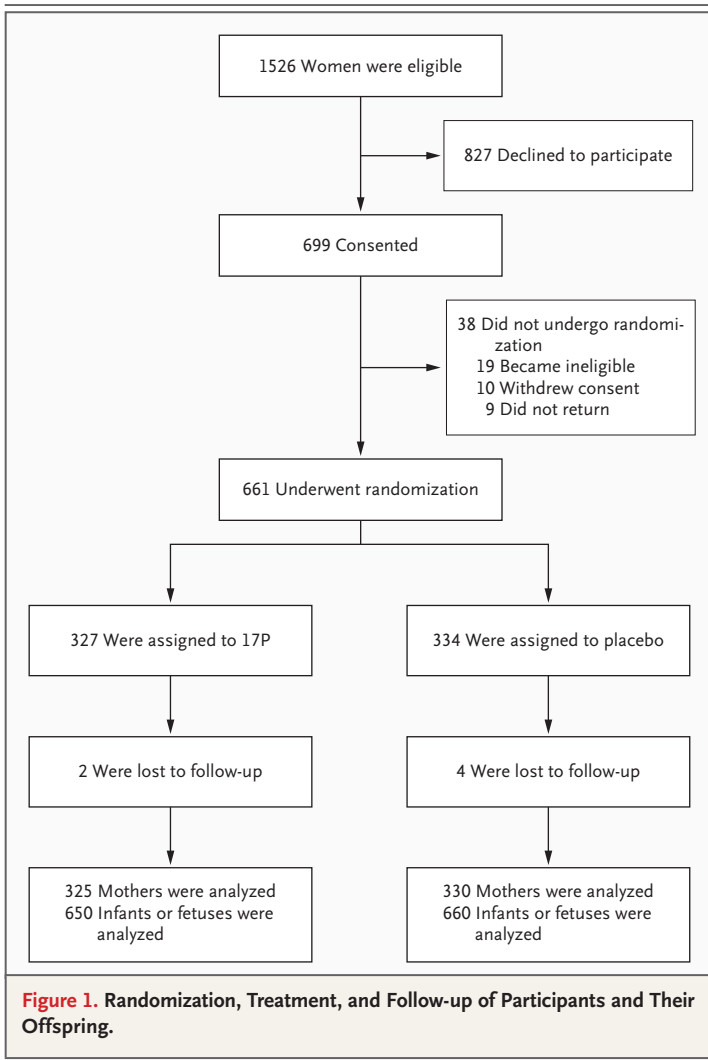 1526 Women were eligible
827 Declined to participate
699 Consented
38 Did not undergo randomi-
zation
19 Became ineligible
10 Withdrew consent
9 Did not return
661 Underwent randomization
327 Were assigned to 17P
334 Were assigned to placebo
2 Were lost to follow-up
4 Were lost to follow-up
325 Mothers were analyzed
650 Infants or fetuses were
analyzed
330 Mothers were analyzed
660 Infants or fetuses were
analyzed
Figure 1. Randomization, Treatment, and Follow-up of Participants and Their
Offspring.